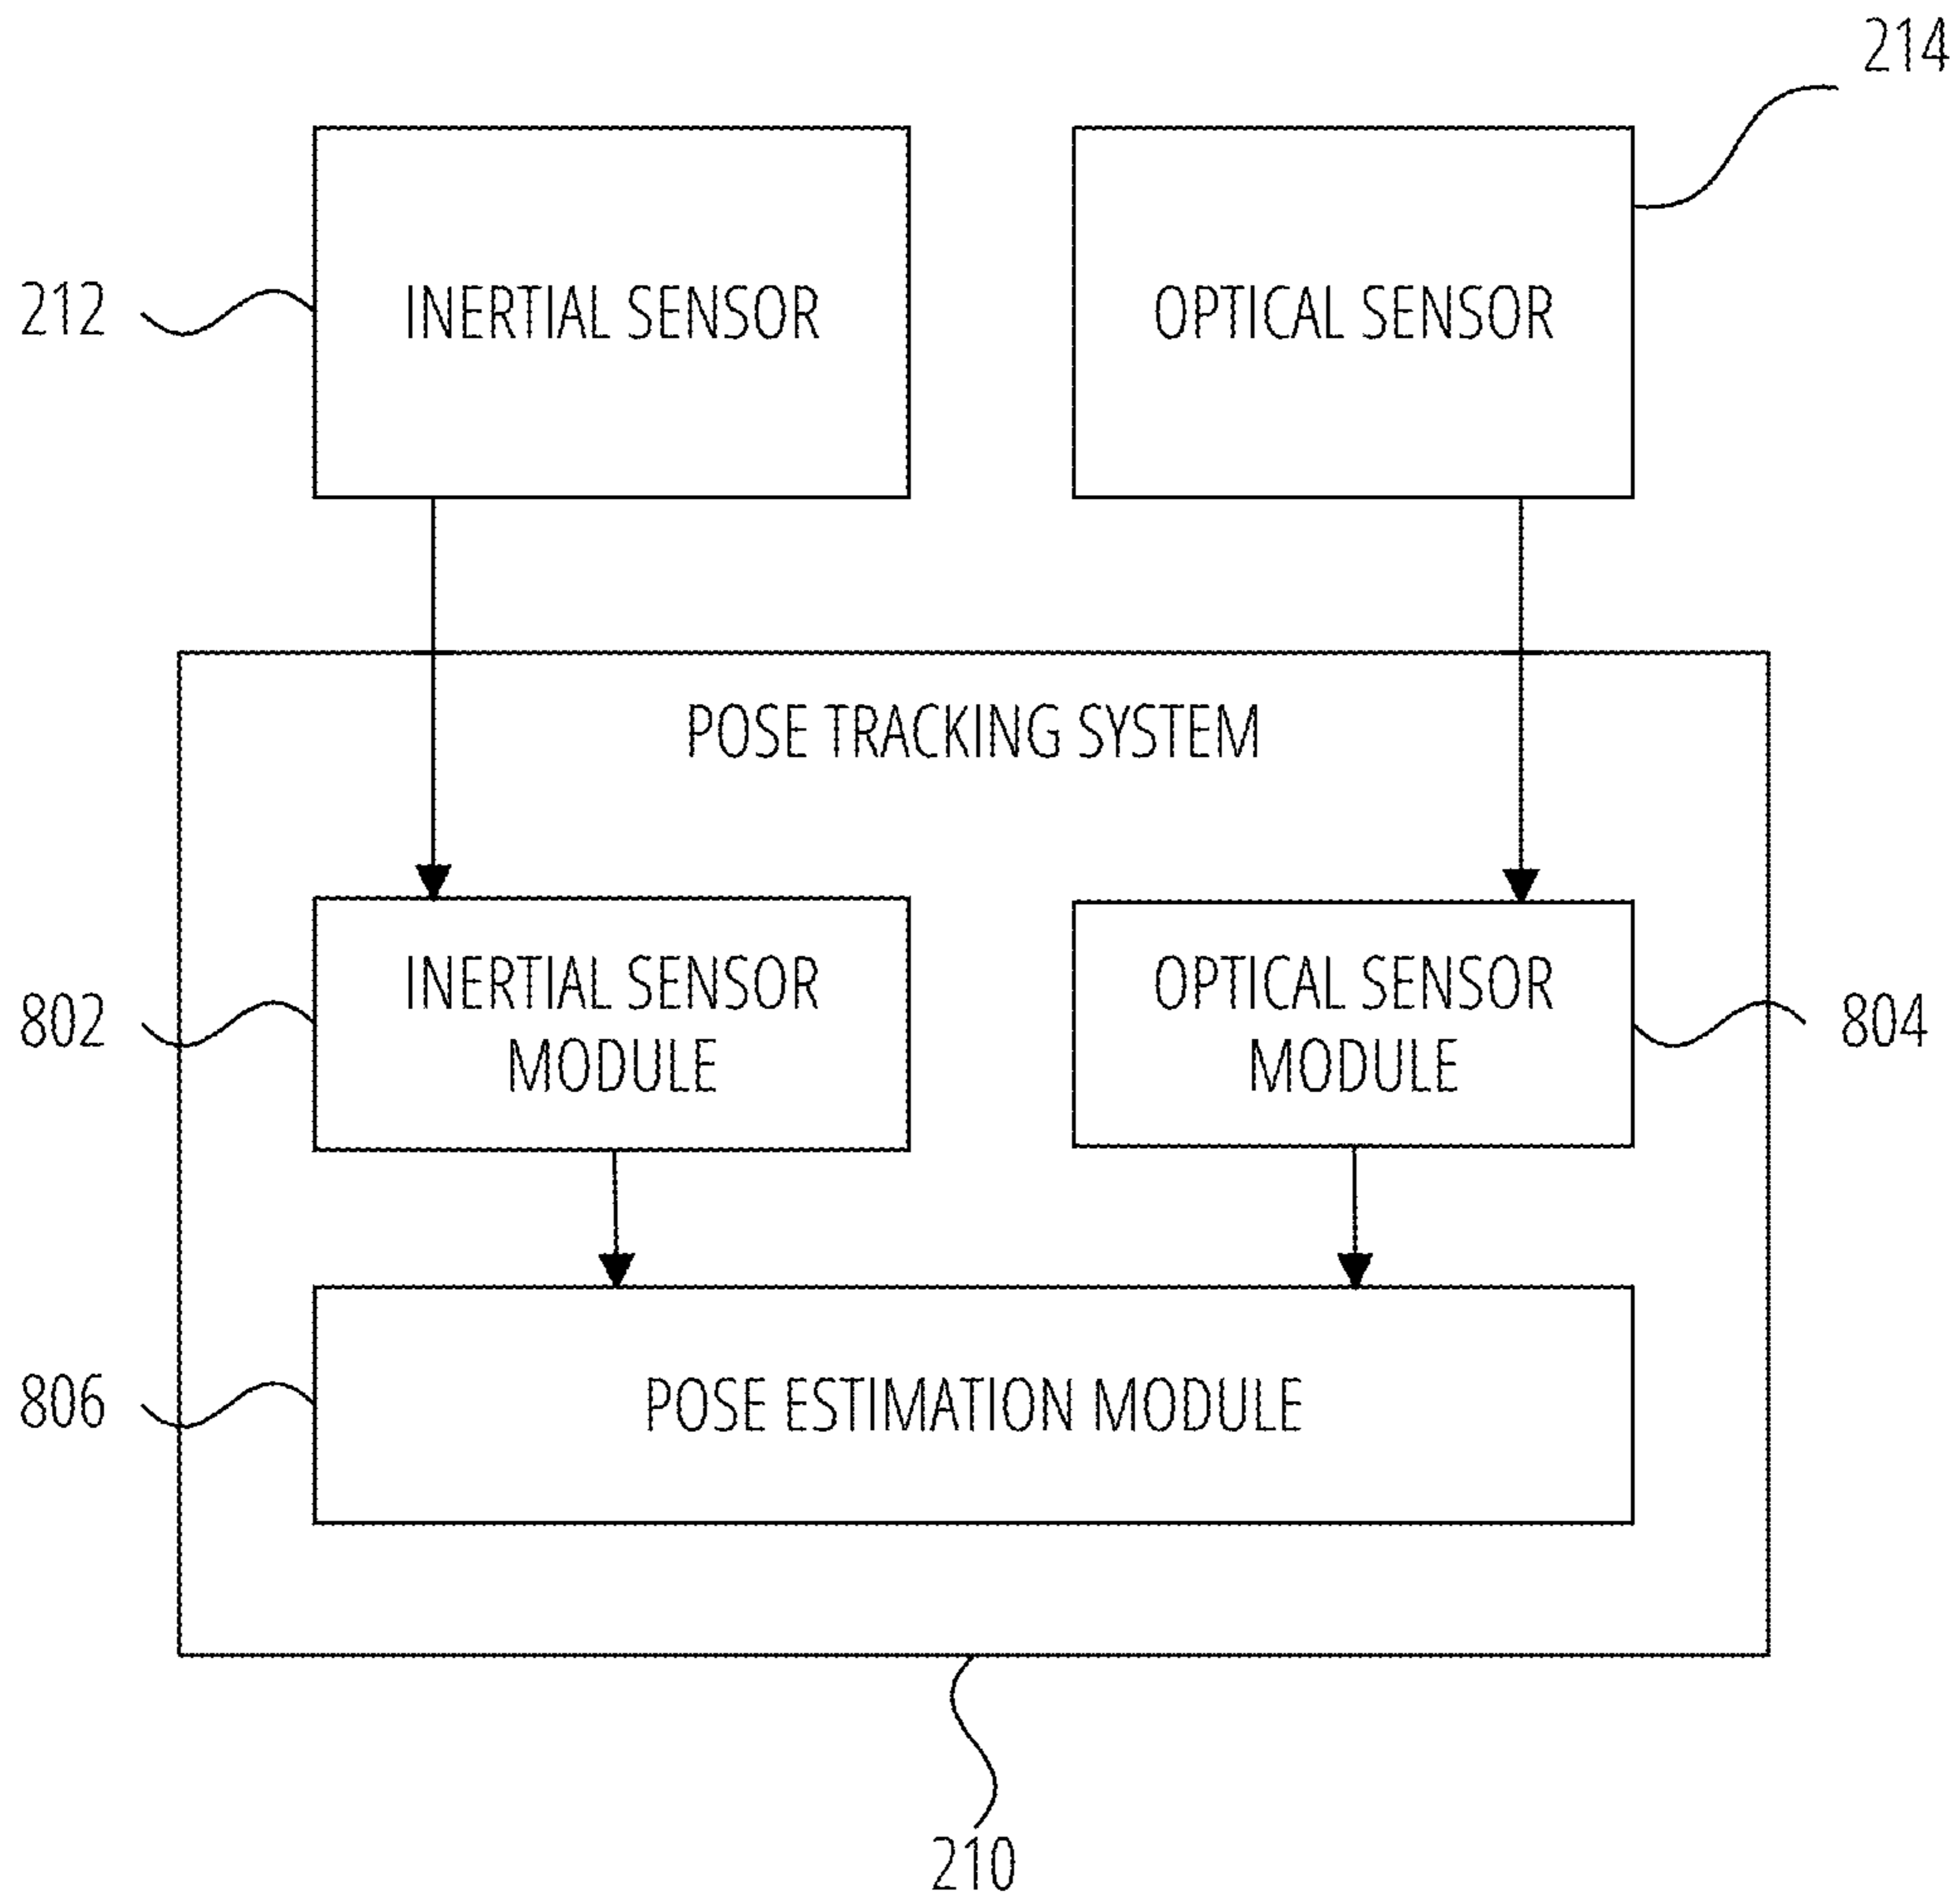 214
212
INERTIAL SENSOR
OPTICAL SENSOR
POSE TRACKING SYSTEM
802
INERTIAL SENSOR
MODULE
OPTICAL SENSOR
MODULE
804
806
POSE ESTIMATION MODULE
210